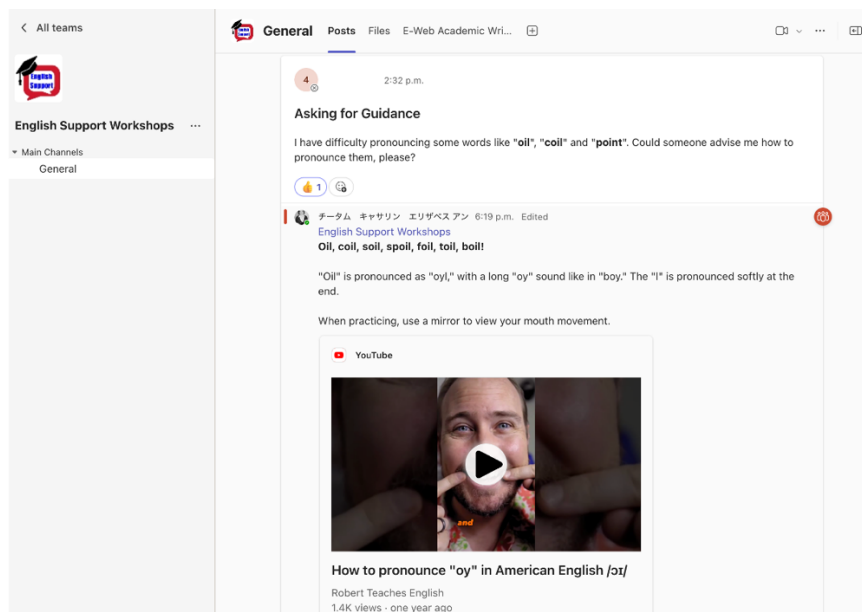 All teams
English Support
English Support Workshops
Main Channels
General
General Posts Files E-Web Academic Wri...
4 2:32 p.m.
Asking for Guidance
I have difficulty pronouncing some words like "oil", "coil" and "point". Could someone advise me how to
pronounce them, please?
1
チータム キャサリン エリザベス アン 6:19 p.m. Edited
English Support Workshops
Oil, coil, soil, spoil, foil, toil, boil!
"Oil" is pronounced as "oyl," with a long "oy" sound like in "boy." The "l" is pronounced softly at the
end.
When practicing, use a mirror to view your mouth movement.
YouTube
and
How to pronounce "oy" in American English /ɔɪ/
Robert Teaches English
1.4K views · one year ago